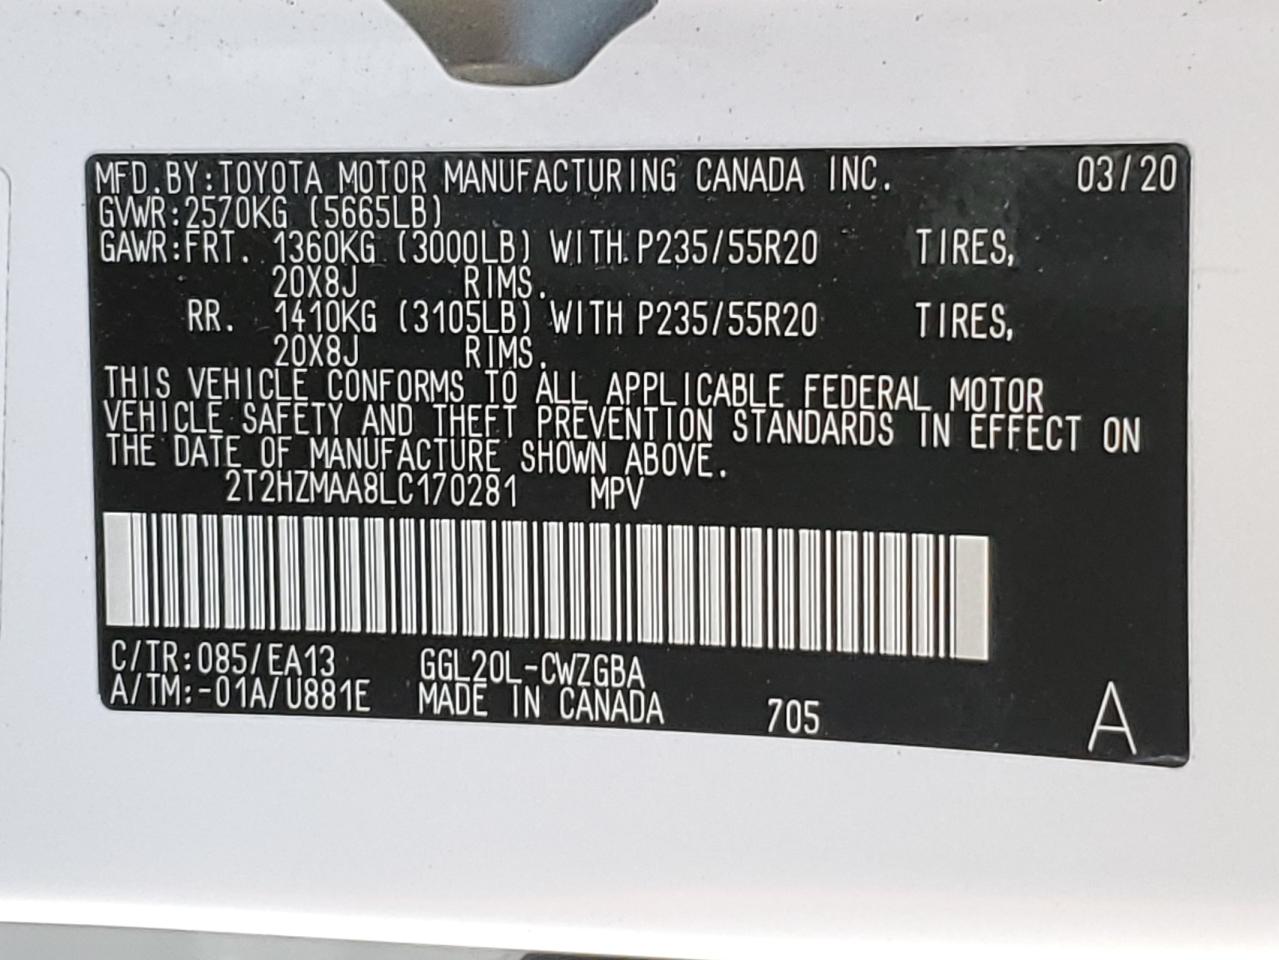 MFD.BY:TOYOTA MOTOR MANUFACTURING CANADA INC. 03/20
GVWR:2570KG (5665LB)
GAWR:FRT. 1360KG (3000LB) WITH P235/55R20 TIRES,
20X8J RIMS.
RR. 1410KG (3105LB) WITH P235/55R20 TIRES,
20X8J RIMS.
THIS VEHICLE CONFORMS TO ALL APPLICABLE FEDERAL MOTOR
VEHICLE SAFETY AND THEFT PREVENTION STANDARDS IN EFFECT ON
THE DATE OF MANUFACTURE SHOWN ABOVE.
2T2HZMAA8LC170281 MPV
C/TR:085/EA13 GGL20L-CWZGBA
A/TM:-01A/U881E MADE IN CANADA 705 A